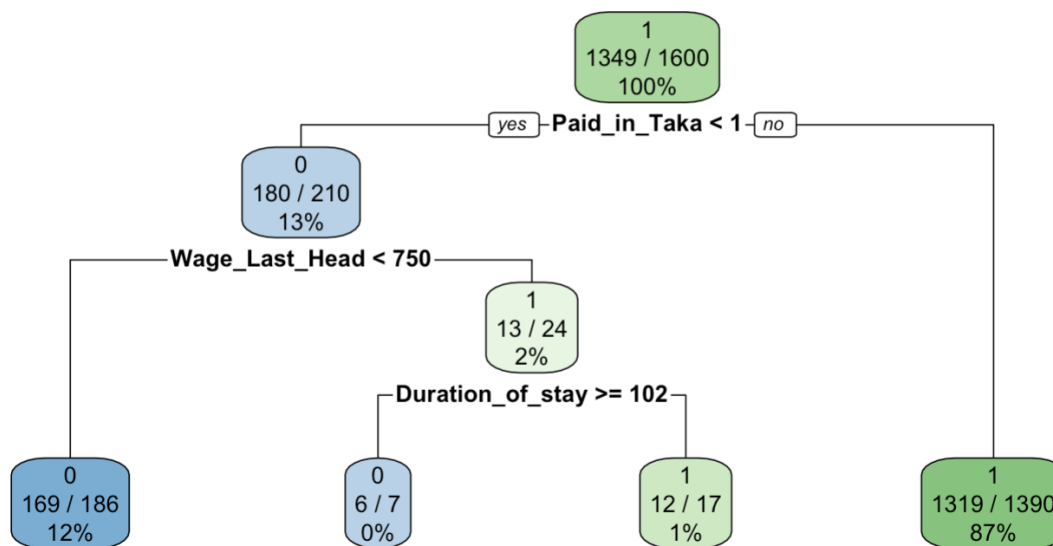 1
1349 / 1600
100%
yes Paid_in_Taka < 1 no
0
180 / 210
13%
Wage_Last_Head < 750
1
13 / 24
2%
Duration_of_stay >= 102
0
169 / 186
12%
0
6 / 7
0%
1
12 / 17
1%
1
1319 / 1390
87%